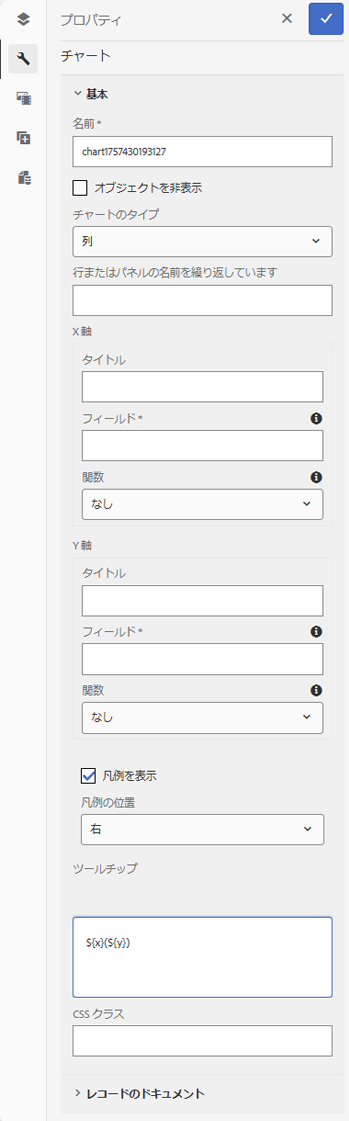 プロパティ
チャート
基本
名前 *
chart1757430193127
オブジェクトを非表示
チャートのタイプ
列
行またはパネルの名前を繰り返しています
X 軸
タイトル
フィールド *
関数
なし
Y 軸
タイトル
フィールド *
関数
なし
凡例を表示
凡例の位置
右
ツールチップ
${x}(${y})
CSS クラス
レコードのドキュメント